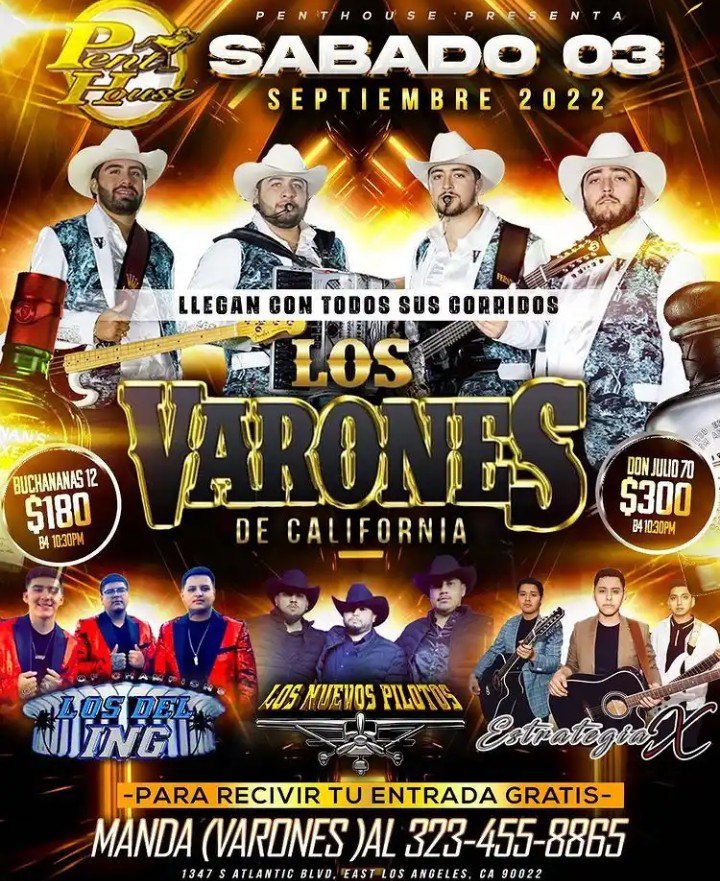 Pent House
PENTHOUSE PRESENTA
SABADO 03
SEPTIEMBRE 2022
LLEGAN CON TODOS SUS CORRIDOS
LOS
VARONES
DE CALIFORNIA
BUCHANANAS 12
$180
B4 10:30PM
DON JULIO 70
$300
B4 10:30PM
LOS DEL
ING
LOS NUEVOS PILOTOS
Estrategia X
-PARA RECIVIR TU ENTRADA GRATIS-
MANDA (VARONES )AL 323-455-8865
1347 S ATLANTIC BLVD, EAST LOS ANGELES, CA 90022